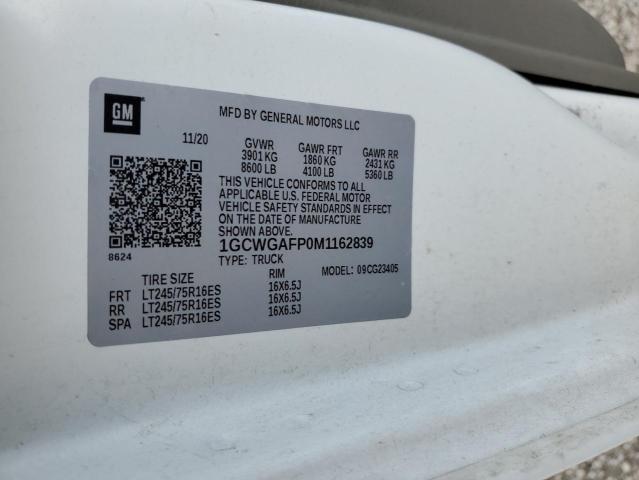 GM
MFD BY GENERAL MOTORS LLC
11/20 GVWR GAWR FRT GAWR RR
3901 KG 1860 KG 2431 KG
8600 LB 4100 LB 5360 LB
THIS VEHICLE CONFORMS TO ALL
APPLICABLE U.S. FEDERAL MOTOR
VEHICLE SAFETY STANDARDS IN EFFECT
ON THE DATE OF MANUFACTURE
SHOWN ABOVE.
8624 1GCWGAFP0M1162839
TYPE: TRUCK MODEL: 09CG23405
TIRE SIZE RIM
FRT LT245/75R16ES 16X6.5J
RR LT245/75R16ES 16X6.5J
SPA LT245/75R16ES 16X6.5J